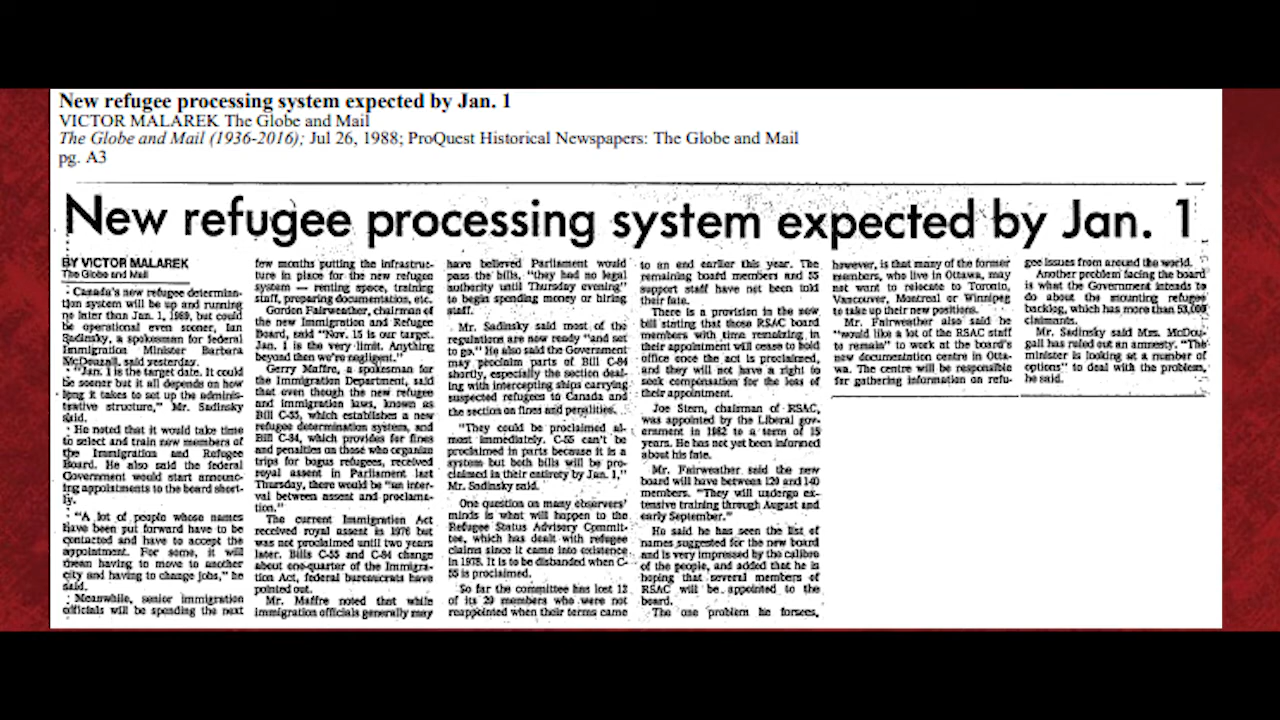 New refugee processing system expected by Jan. 1
VICTOR MALAREK The Globe and Mail
The Globe and Mail (1936-2016); Jul 26, 1988; ProQuest Historical Newspapers: The Globe and Mail
pg. A3
New refugee processing system expected by Jan. 1
BY VICTOR MALAREK
The Globe and Mail
Canada's new refugee determina-
tion system will be up and running
no later than Jan. 1, 1989, but could
be operational even sooner, Ian
Sadinsky, a spokesman for federal
Immigration Minister Barbara
McDougall, said yesterday.
"Jan. 1 is the target date. It could
be sooner but it all depends on how
long it takes to set up the adminis-
trative structure," Mr. Sadinsky
said.
He noted that it would take time
to select and train new members of
the Immigration and Refugee
Board. He also said the federal
Government would start announc-
ing appointments to the board short-
ly.
"A lot of people whose names
have been put forward have to be
contacted and have to accept the
appointment. For some, it will
mean having to move to another
city and having to change jobs," he
said.
Meanwhile, senior immigration
officials will be spending the next
few months putting the infrastruc-
ture in place for the new refugee
system — renting space, training
staff, preparing documentation, etc.
Gordon Fairweather, chairman of
the new Immigration and Refugee
Board, said "Nov. 15 is our target.
Jan. 1 is the very limit. Anything
beyond then we're negligent."
Gerry Maffre, a spokesman for
the Immigration Department, said
that even though the new refugee
and immigration laws, known as
Bill C-55, which establishes a new
refugee determination system, and
Bill C-84, which provides for fines
and penalties on those who organize
trips for bogus refugees, received
royal assent in Parliament last
Thursday, there would be "an inter-
val between assent and proclama-
tion."
The current Immigration Act
received royal assent in 1976 but
was not proclaimed until two years
later. Bills C-55 and C-84 change
about one-quarter of the Immigra-
tion Act, federal bureaucrats have
pointed out.
Mr. Maffre noted that while
immigration officials generally may
have believed Parliament would
pass the bills, "they had no legal
authority until Thursday evening"
to begin spending money or hiring
staff.
Mr. Sadinsky said most of the
regulations are now ready "and set
to go." He also said the Government
may proclaim parts of Bill C-84
shortly, especially the section deal-
ing with intercepting ships carrying
suspected refugees to Canada and
the section on fines and penalities.
"They could be proclaimed al-
most immediately. C-55 can't be
proclaimed in parts because it is a
system but both bills will be pro-
claimed in their entirety by Jan. 1,"
Mr. Sadinsky said.
One question on many observers'
minds is what will happen to the
Refugee Status Advisory Commit-
tee, which has dealt with refugee
claims since it came into existence
in 1978. It is to be disbanded when C-
55 is proclaimed.
So far the committee has lost 12
of its 29 members who were not
reappointed when their terms came
to an end earlier this year. The
remaining board members and 55
support staff have not been told
their fate.
There is a provision in the new
bill stating that those RSAC board
members with time remaining in
their appointment will cease to hold
office once the act is proclaimed,
and they will not have a right to
seek compensation for the loss of
their appointment.
Joe Stern, chairman of RSAC,
was appointed by the Liberal gov-
ernment in 1982 to a term of 15
years. He has not yet been informed
about his fate.
Mr. Fairweather said the new
board will have between 120 and 140
members. "They will undergo ex-
tensive training through August and
early September."
He said he has seen the list of
names suggested for the new board
and is very impressed by the calibre
of the people, and added that he is
hoping that several members of
RSAC will be appointed to the
board.
The one problem he forsees,
however, is that many of the former
members, who live in Ottawa, may
not want to relocate to Toronto,
Vancouver, Montreal or Winnipeg
to take up their new positions.
Mr. Fairweather also said he
"would like a lot of the RSAC staff
to remain" to work at the board's
new documentation centre in Otta-
wa. The centre will be responsible
for gathering information on refu-
gee issues from around the world.
Another problem facing the board
is what the Government intends to
do about the mounting refugee
backlog, which has more than 53,000
claimants.
Mr. Sadinsky said Mrs. McDou-
gall has ruled out an amnesty. "The
minister is looking at a number of
options" to deal with the problem,
he said.